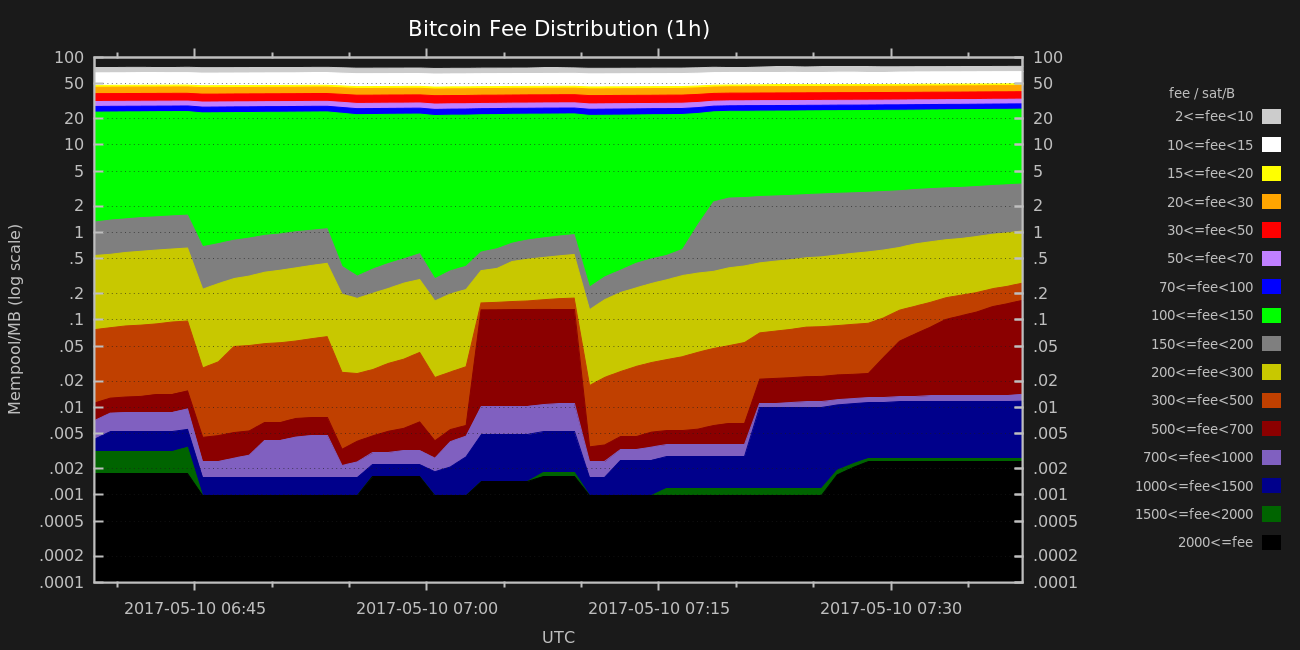 Bitcoin Fee Distribution (1h)
Mempool/MB (log scale)
100
50
20
10
5
2
1
.5
.2
.1
.05
.02
.01
.005
.002
.001
.0005
.0002
.0001
100
50
20
10
5
2
1
.5
.2
.1
.05
.02
.01
.005
.002
.001
.0005
.0002
.0001
2017-05-10 06:45
2017-05-10 07:00
2017-05-10 07:15
2017-05-10 07:30
UTC
fee / sat/B
2<=fee<10
10<=fee<15
15<=fee<20
20<=fee<30
30<=fee<50
50<=fee<70
70<=fee<100
100<=fee<150
150<=fee<200
200<=fee<300
300<=fee<500
500<=fee<700
700<=fee<1000
1000<=fee<1500
1500<=fee<2000
2000<=fee